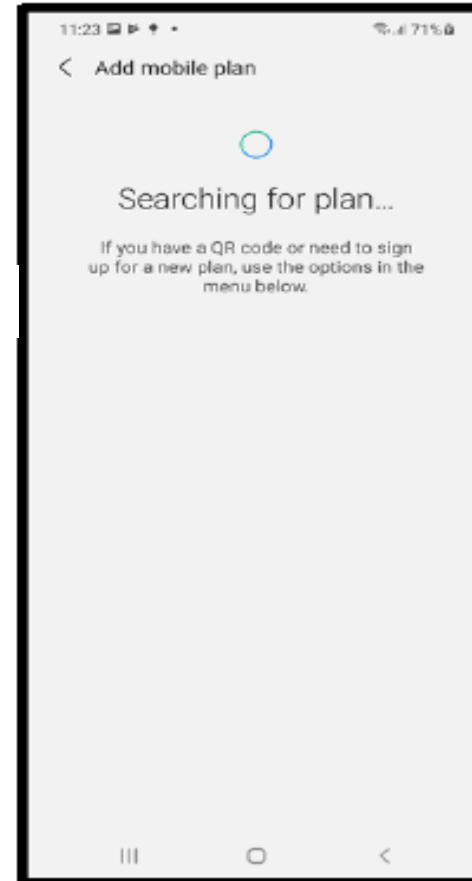 11:23
71%
Add mobile plan
Searching for plan...
If you have a QR code or need to sign
up for a new plan, use the options in the
menu below.